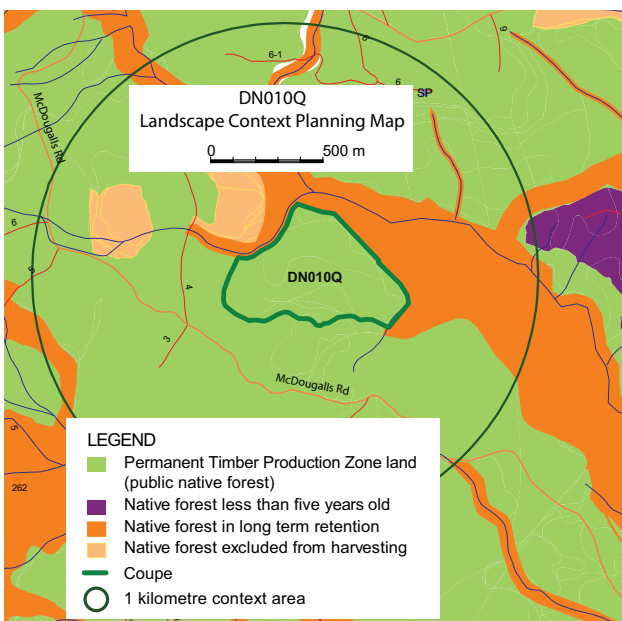 6-1
6
9
6
SP
DN010Q
Landscape Context Planning Map
0 500 m
McDougalls Rd
6
9
4
DN010Q
3
McDougalls Rd
5
262
LEGEND
Permanent Timber Production Zone land
(public native forest)
Native forest less than five years old
Native forest in long term retention
Native forest excluded from harvesting
Coupe
1 kilometre context area